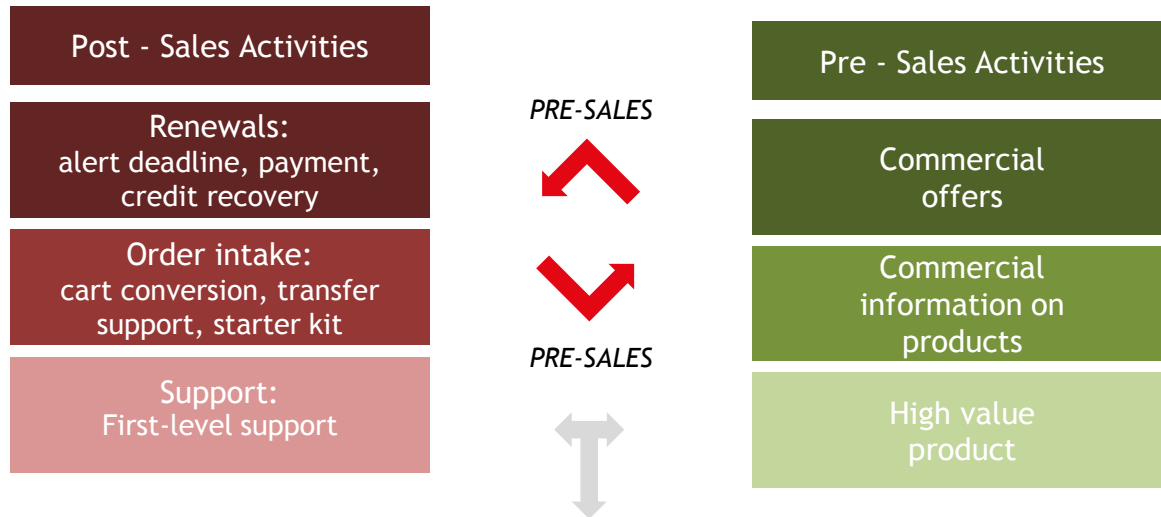 Post - Sales Activities
Renewals:
alert deadline, payment,
credit recovery
Order intake:
cart conversion, transfer
support, starter kit
Support:
First-level support
PRE-SALES
PRE-SALES
Pre - Sales Activities
Commercial
offers
Commercial
information on
products
High value
product